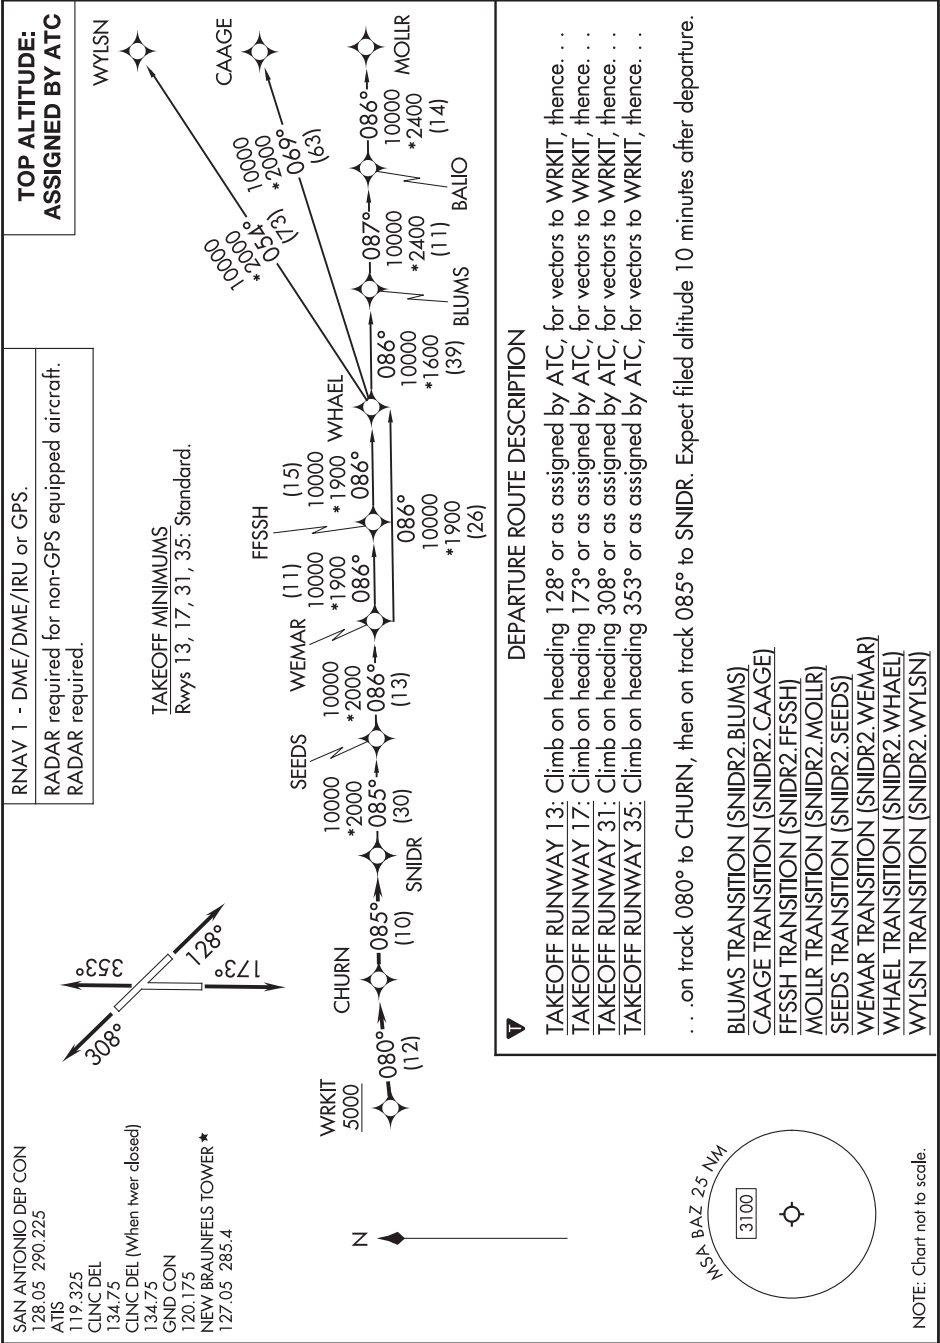 SAN ANTONIO DEP CON
128.05 290.225
ATIS
119.325
CLNC DEL
134.75
CLNC DEL (When twer closed)
134.75
GND CON
120.175
NEW BRAUNFELS TOWER ★
127.05 285.4
308°
353°
128°
173°
RNAV 1 - DME/DME/IRU or GPS.
RADAR required for non-GPS equipped aircraft.
RADAR required.
TOP ALTITUDE:
ASSIGNED BY ATC
TAKEOFF MINIMUMS
Rwys 13, 17, 31, 35: Standard.
N
WRKIT
5000
080°
(12)
CHURN
085°
(10)
SNIDR
10000
*2000
085°
(30)
SEEDS
10000
*2000
086°
(13)
WEMAR
(11)
10000
*1900
086°
FFSSH
(15)
10000
*1900
086°
086°
10000
*1900
(26)
WHAEL
10000
*2000
054°
(73)
WYLSN
10000
*2000
069°
(63)
CAAGE
086°
10000
*1600
(39)
BLUMS
087°
10000
*2400
(11)
BALIO
086°
10000
*2400
(14)
MOLLR
MSA BAZ 25 NM
3100
NOTE: Chart not to scale.
T
DEPARTURE ROUTE DESCRIPTION
TAKEOFF RUNWAY 13: Climb on heading 128° or as assigned by ATC, for vectors to WRKIT, thence. . .
TAKEOFF RUNWAY 17: Climb on heading 173° or as assigned by ATC, for vectors to WRKIT, thence. . .
TAKEOFF RUNWAY 31: Climb on heading 308° or as assigned by ATC, for vectors to WRKIT, thence. . .
TAKEOFF RUNWAY 35: Climb on heading 353° or as assigned by ATC, for vectors to WRKIT, thence. . .
. . .on track 080° to CHURN, then on track 085° to SNIDR. Expect filed altitude 10 minutes after departure.
BLUMS TRANSITION (SNIDR2.BLUMS)
CAAGE TRANSITION (SNIDR2.CAAGE)
FFSSH TRANSITION (SNIDR2.FFSSH)
MOLLR TRANSITION (SNIDR2.MOLLR)
SEEDS TRANSITION (SNIDR2.SEEDS)
WEMAR TRANSITION (SNIDR2.WEMAR)
WHAEL TRANSITION (SNIDR2.WHAEL)
WYLSN TRANSITION (SNIDR2.WYLSN)